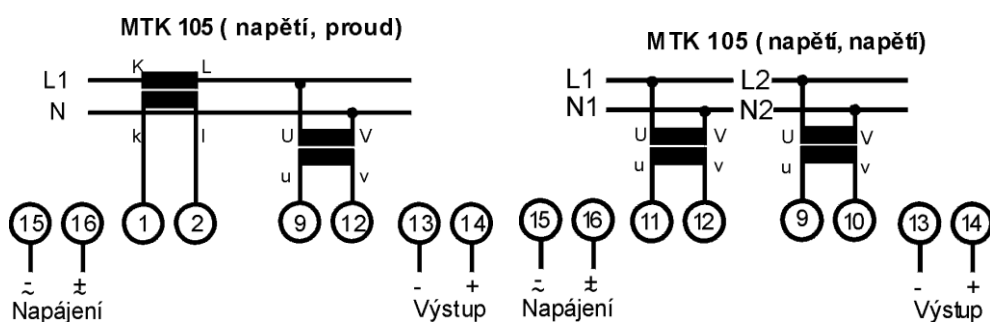 MTK 105 ( napětí, proud)
K L
L1
N
k l U V
u v
15 16 1 2 9 12 13 14
- +
Napájení Výstup
MTK 105 ( napětí, napětí)
L1 L2
N1 N2
U V U V
u v u v
15 16 11 12 9 10 13 14
- +
Napájení Výstup